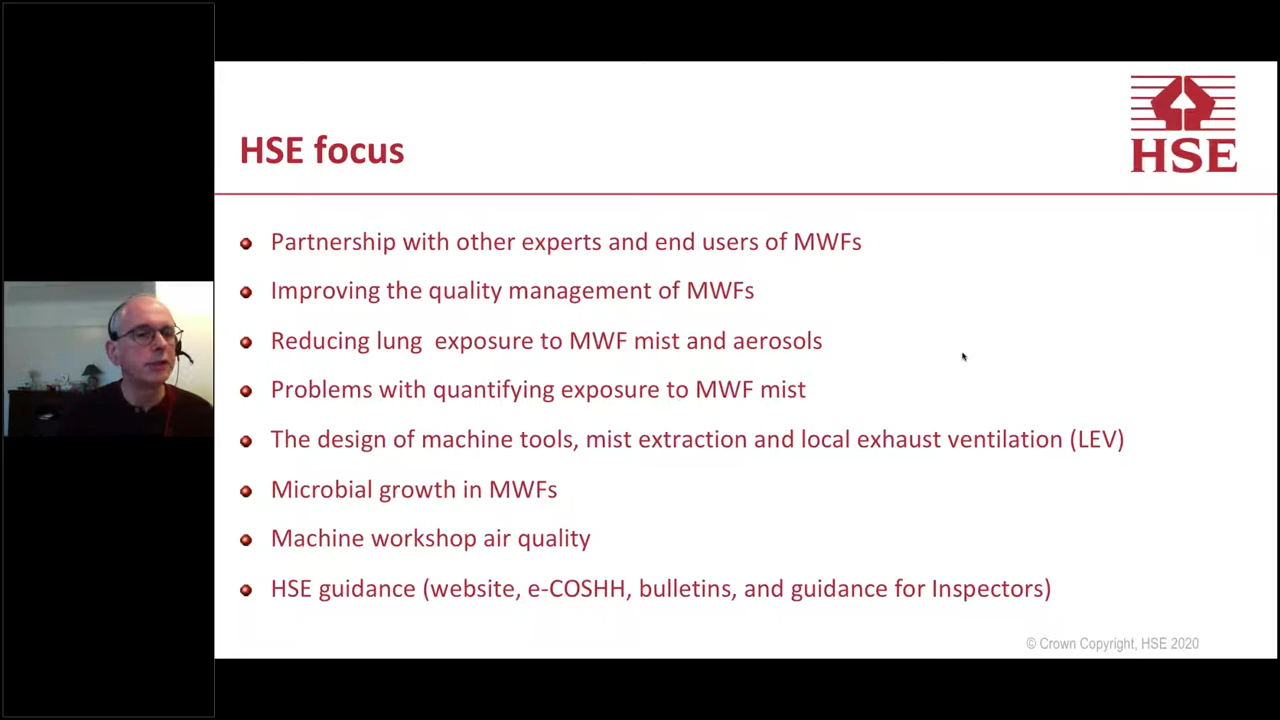 HSE
HSE focus
Partnership with other experts and end users of MWFs
Improving the quality management of MWFs
Reducing lung  exposure to MWF mist and aerosols
Problems with quantifying exposure to MWF mist
The design of machine tools, mist extraction and local exhaust ventilation (LEV)
Microbial growth in MWFs
Machine workshop air quality
HSE guidance (website, e-COSHH, bulletins, and guidance for Inspectors)
© Crown Copyright, HSE 2020